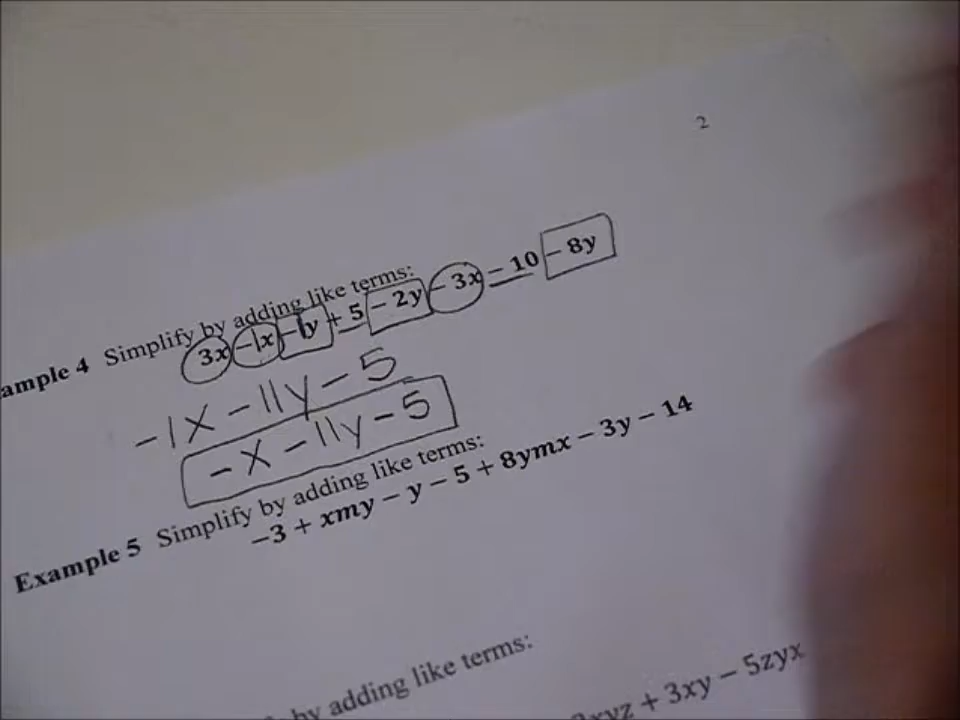 2
ample 4 Simplify by adding like terms:
3x - 1x - 1y + 5 - 2y - 3x - 10 - 8y
-1x - 11y - 5
-x - 11y - 5
Example 5 Simplify by adding like terms:
-3 + xmy - y - 5 + 8ymx - 3y - 14
by adding like terms:
xyz + 3xy - 5zyx